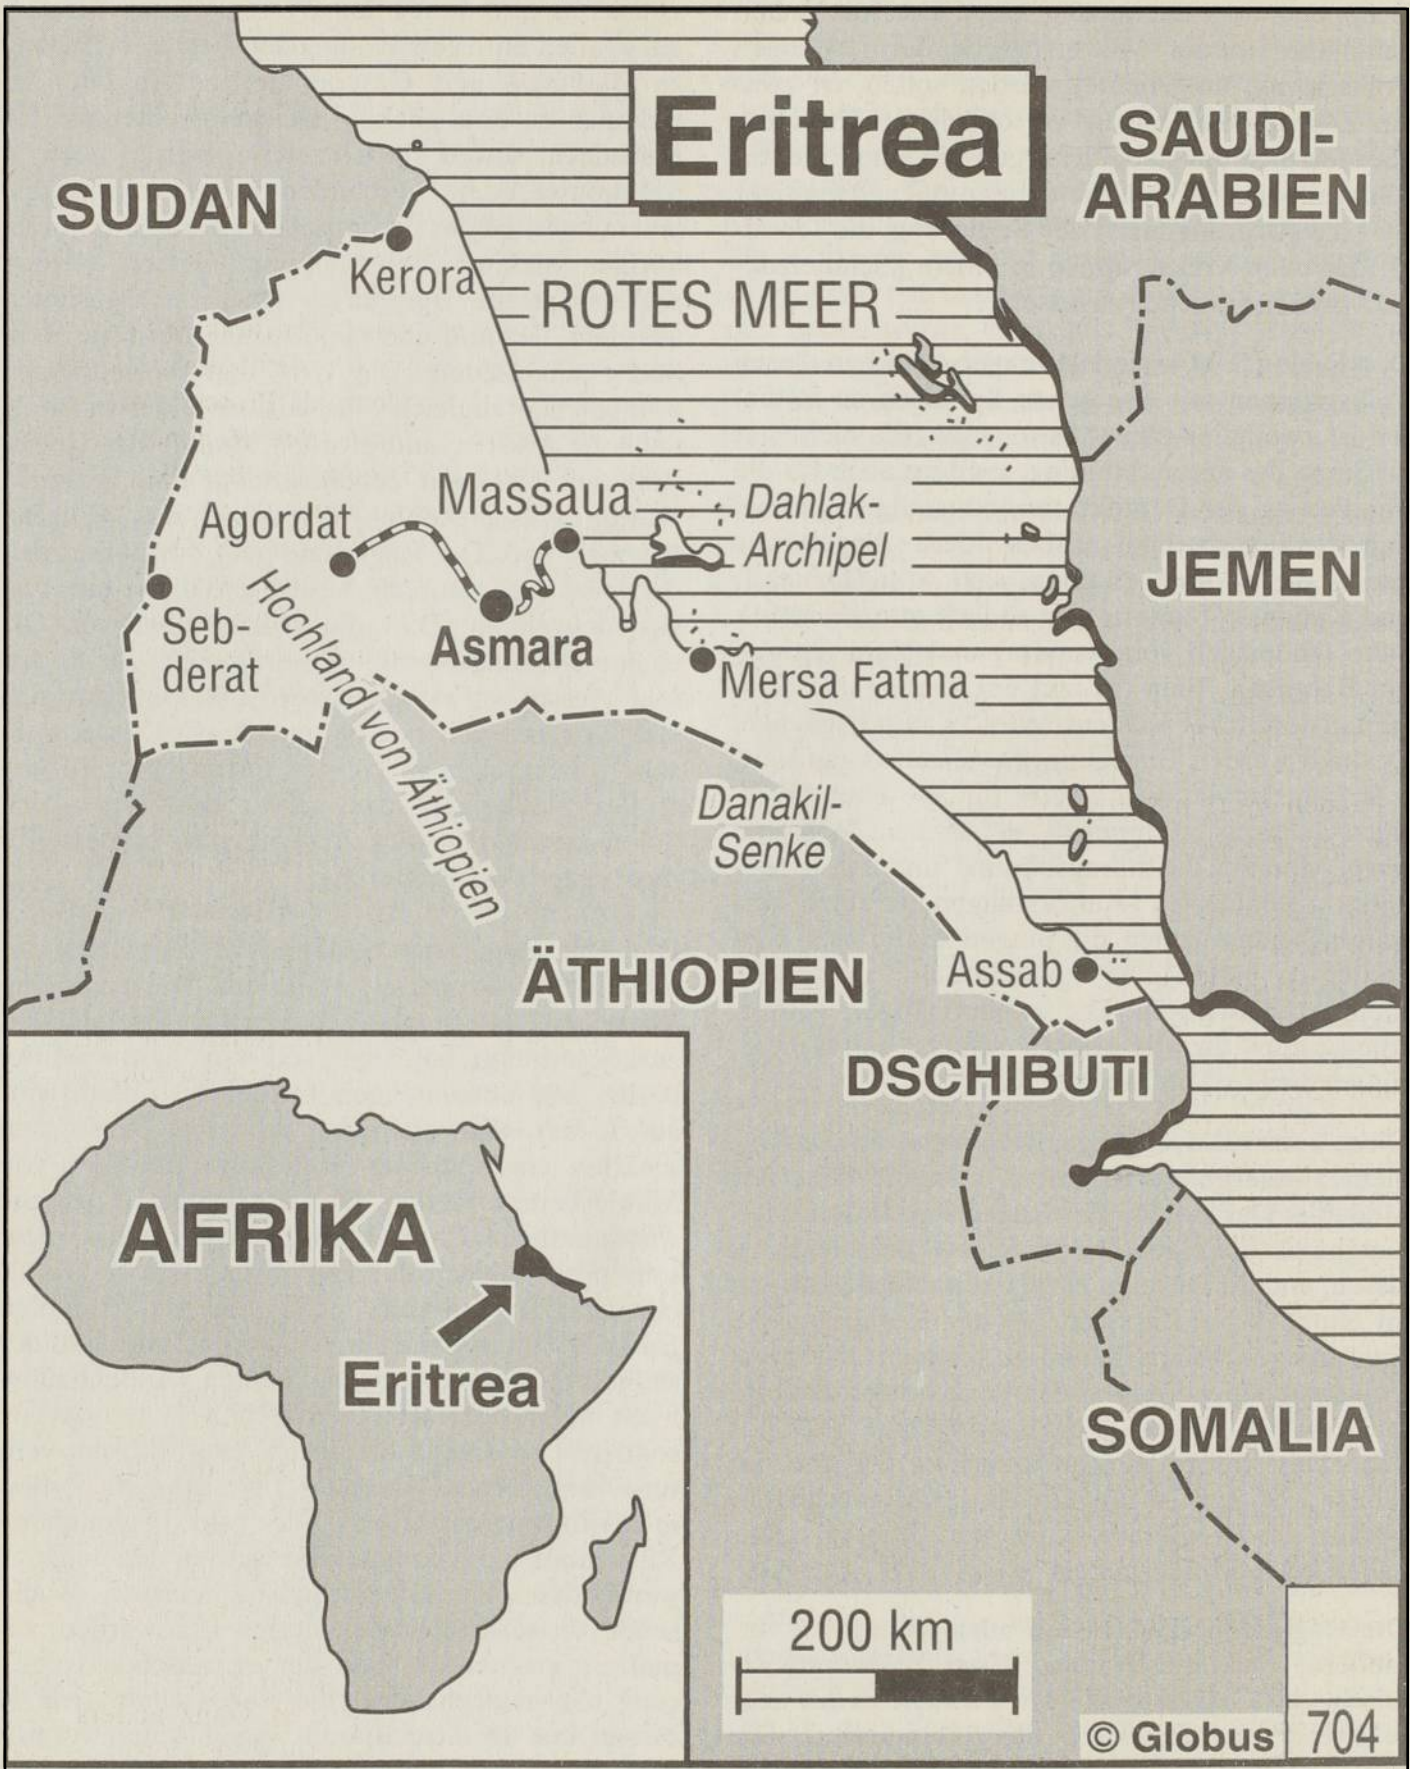 Eritrea
SAUDI-
ARABIEN
SUDAN
Kerora
ROTES MEER
Massaua
Dahlak-
Archipel
Agordat
JEMEN
Seb-
derat
Asmara
Hochland von Äthiopien
Mersa Fatma
Danakil-
Senke
ÄTHIOPIEN
Assab
DSCHIBUTI
AFRIKA
Eritrea
SOMALIA
200 km
© Globus
704